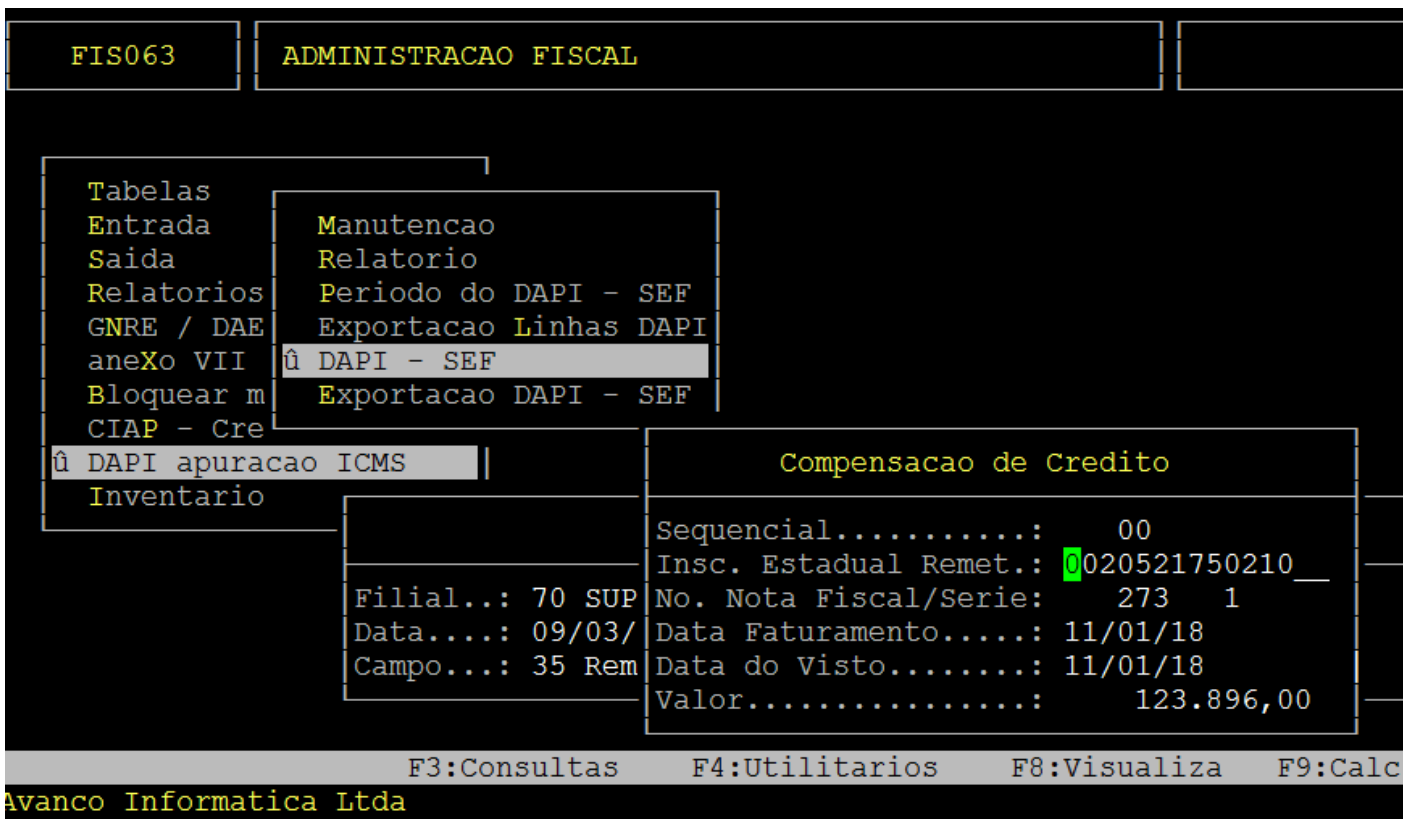 FIS063 ADMINISTRACAO FISCAL
Tabelas
Entrada
Saida
Relatorios
GNRE / DAE
aneXo VII
Bloquear m
CIAP - Cre
û DAPI apuracao ICMS
Inventario
Manutencao
Relatorio
Periodo do DAPI - SEF
Exportacao Linhas DAPI
û DAPI - SEF
Exportacao DAPI - SEF
Filial..: 70 SUP
Data....: 09/03/
Campo...: 35 Rem
Compensacao de Credito
Sequencial...........: 00
Insc. Estadual Remet.: 0020521750210__
No. Nota Fiscal/Serie: 273 1
Data Faturamento.....: 11/01/18
Data do Visto........: 11/01/18
Valor................: 123.896,00
F3:Consultas F4:Utilitarios F8:Visualiza F9:Calc
Avanco Informatica Ltda